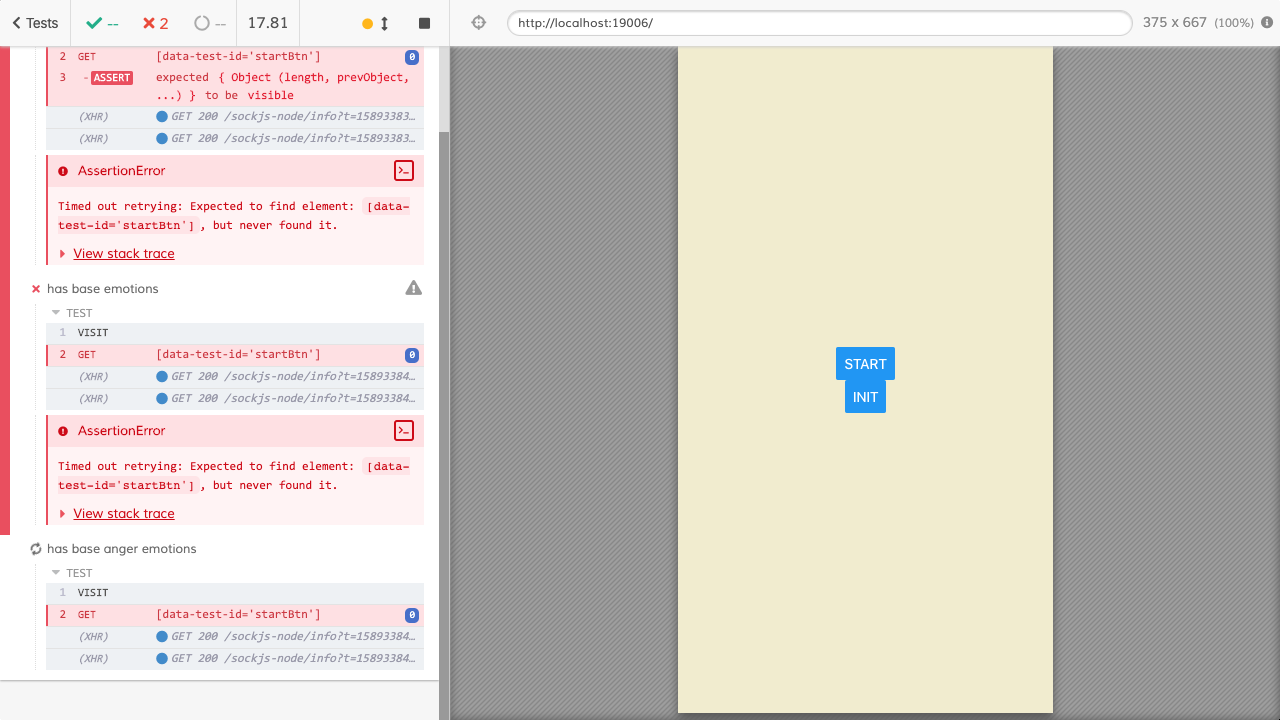 Tests -- 2 -- 17.81
http://localhost:19006/ 375 x 667 (100%)
2 GET [data-test-id='startBtn'] 0
3 -ASSERT expected { Object (length, prevObject,
...) } to be visible
(XHR) GET 200 /sockjs-node/info?t=15893383…
(XHR) GET 200 /sockjs-node/info?t=15893383…
AssertionError
Timed out retrying: Expected to find element: [data-
test-id='startBtn'], but never found it.
View stack trace
has base emotions
TEST
1 VISIT
2 GET [data-test-id='startBtn'] 0
(XHR) GET 200 /sockjs-node/info?t=15893384…
(XHR) GET 200 /sockjs-node/info?t=15893384…
AssertionError
Timed out retrying: Expected to find element: [data-
test-id='startBtn'], but never found it.
View stack trace
has base anger emotions
TEST
1 VISIT
2 GET [data-test-id='startBtn'] 0
(XHR) GET 200 /sockjs-node/info?t=15893384…
(XHR) GET 200 /sockjs-node/info?t=15893384…
START
INIT